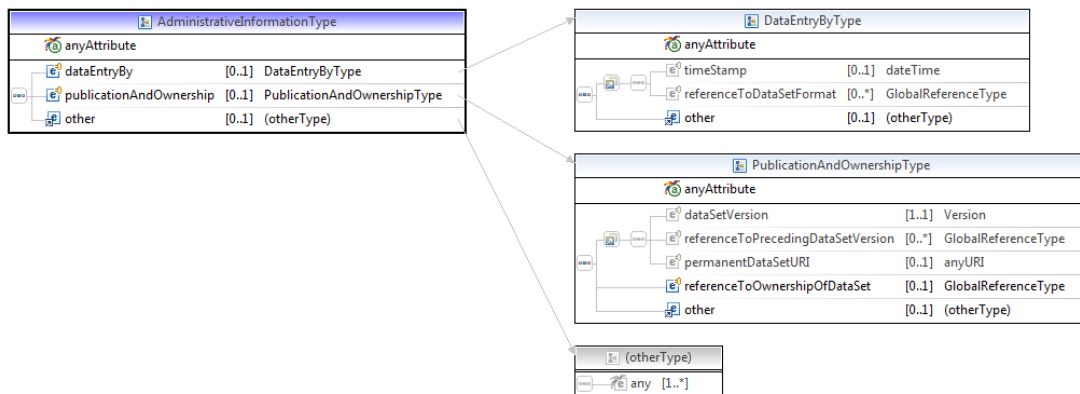 AdministrativeInformationType
anyAttribute
dataEntryBy [0..1] DataEntryByType
publicationAndOwnership [0..1] PublicationAndOwnershipType
other [0..1] (otherType)
DataEntryByType
anyAttribute
timeStamp [0..1] dateTime
referenceToDataSetFormat [0..*] GlobalReferenceType
other [0..1] (otherType)
PublicationAndOwnershipType
anyAttribute
dataSetVersion [1..1] Version
referenceToPrecedingDataSetVersion [0..*] GlobalReferenceType
permanentDataSetURI [0..1] anyURI
referenceToOwnershipOfDataSet [0..1] GlobalReferenceType
other [0..1] (otherType)
(otherType)
any [1..*]